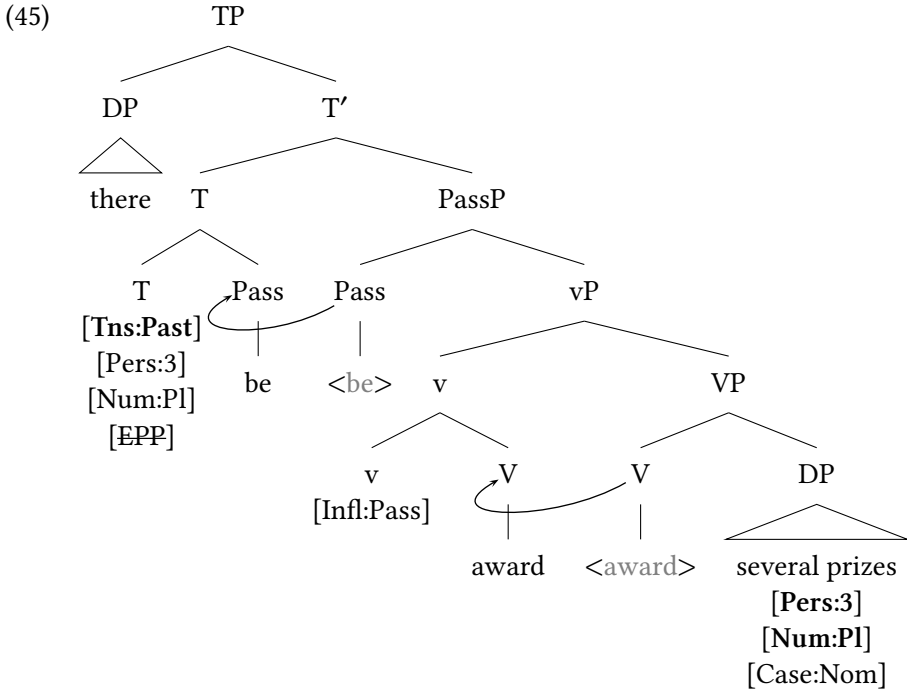 (45) TP
DP T′
there T PassP
T Pass Pass vP
[Tns:Past]
[Pers:3] be <be> v VP
[Num:Pl]
[EPP]
v V V DP
[Infl:Pass]
award <award> several prizes
[Pers:3]
[Num:Pl]
[Case:Nom]